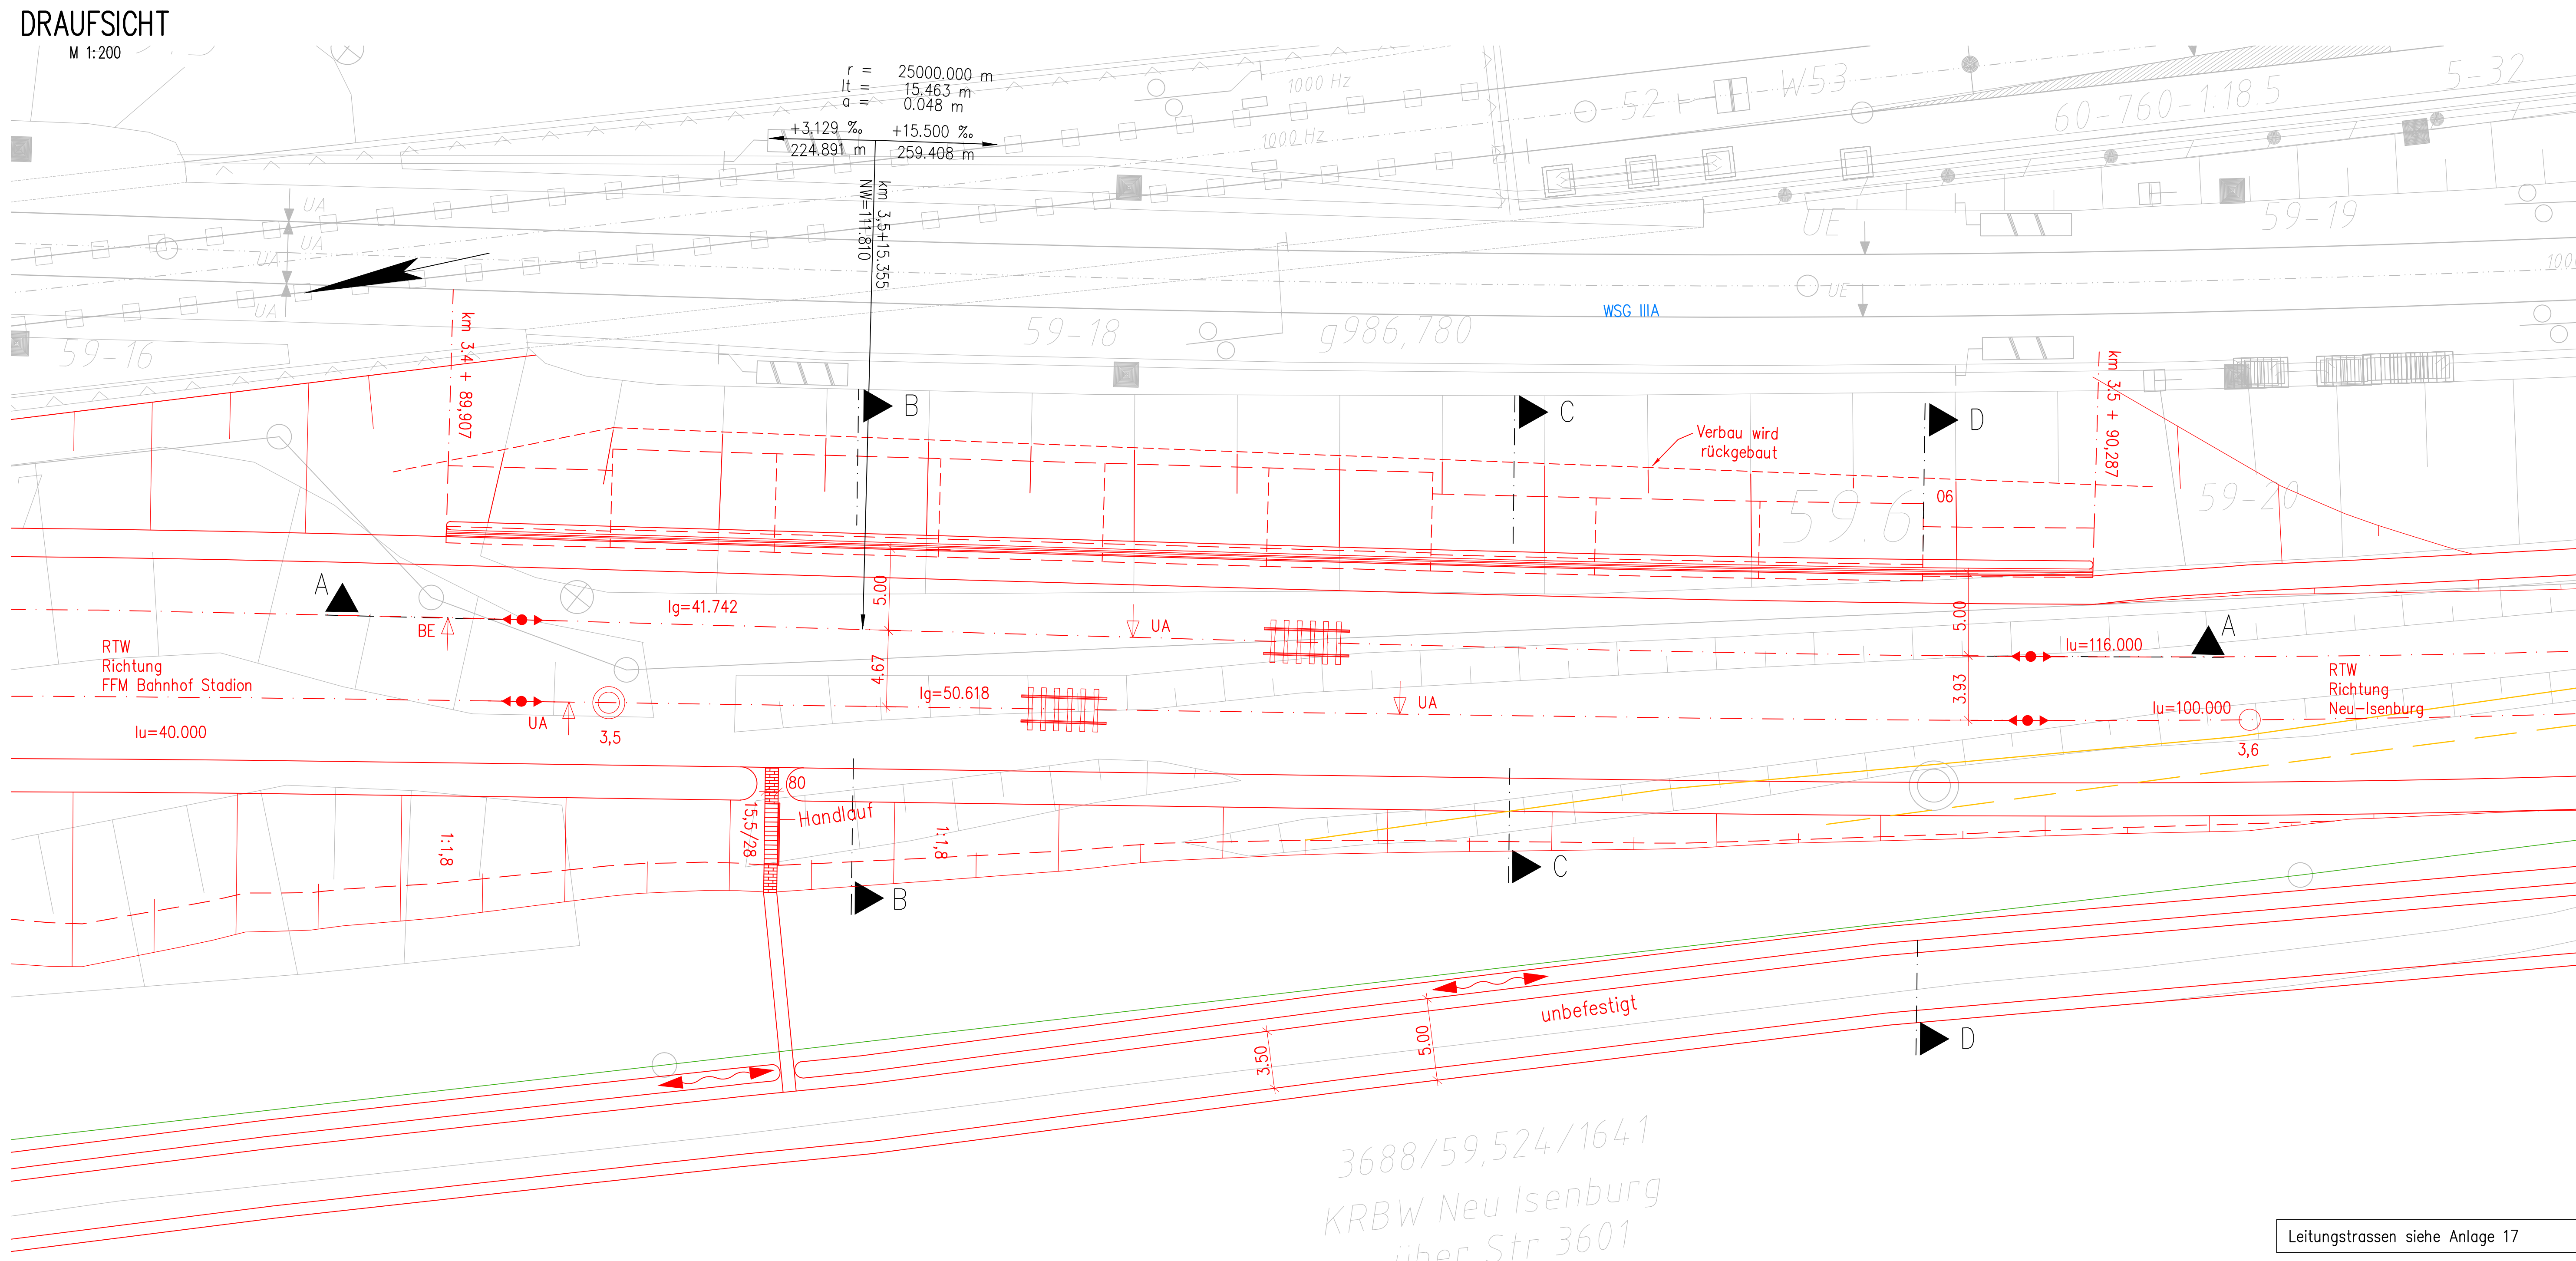 DRAUFSICHT
M 1:200
r = 25000.000 m
lt = 15.463 m
a = 0.048 m
+3.129 ‰ +15.500 ‰
224.891 m 259.408 m
km 3,5+15.355
NW=111.810
1000 Hz
1000 Hz
52
W53
60-760-1:18.5
5-32
UA
UA
UA
UA
UE
UE
59-19
59-16
59-18
g986,780
WSG IIIA
km 3.4 + 89,907
km 3.5 + 90,287
B
C
D
Verbau wird
rückgebaut
06
59.6
59-20
7
A
BE
lg=41.742
5.00
4.67
UA
5.00
3.93
lu=116.000
A
RTW
Richtung
FFM Bahnhof Stadion
UA
3,5
lg=50.618
UA
lu=100.000
RTW
Richtung
Neu-Isenburg
3,6
lu=40.000
80
15,5/28
Handlauf
1:1,8
1:1,8
B
C
D
unbefestigt
3.50
5.00
3688/59,524/1641
KRBW Neu Isenburg
über Str 3601
Leitungstrassen siehe Anlage 17